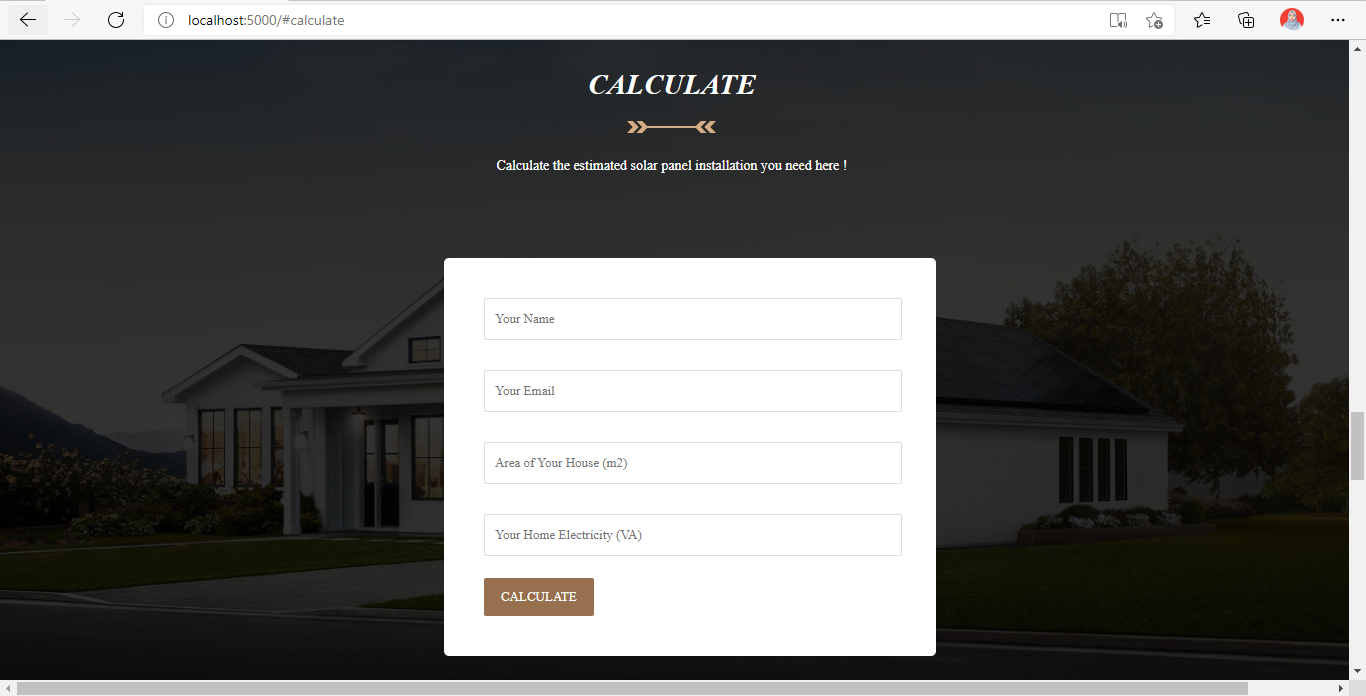 localhost:5000/#calculate
CALCULATE
Calculate the estimated solar panel installation you need here !
Your Name
Your Email
Area of Your House (m2)
Your Home Electricity (VA)
CALCULATE